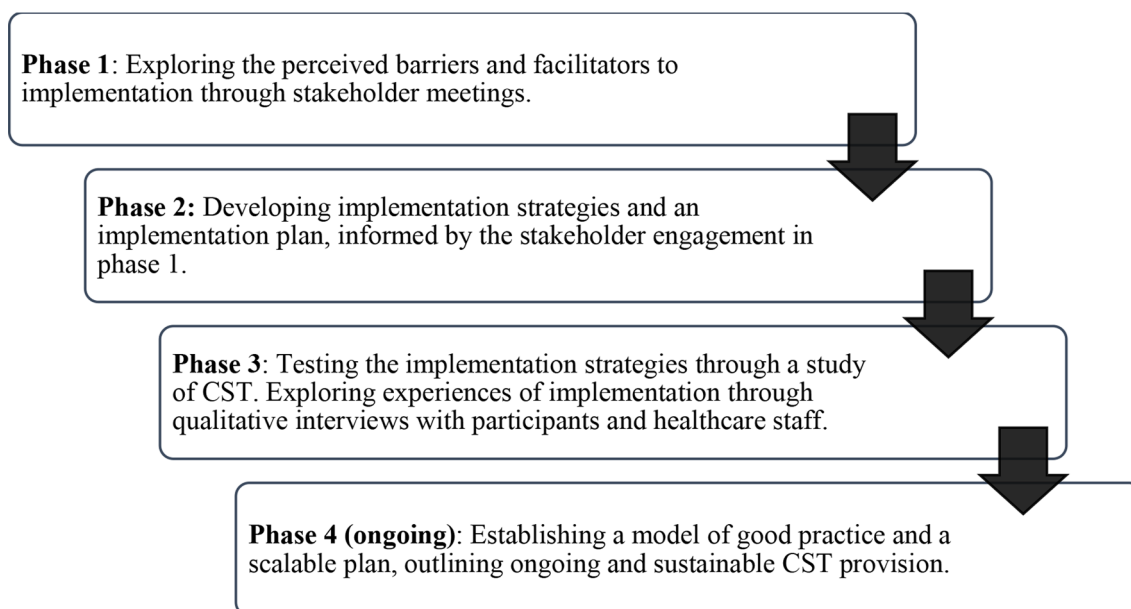 Phase 1: Exploring the perceived barriers and facilitators to
implementation through stakeholder meetings.
Phase 2: Developing implementation strategies and an
implementation plan, informed by the stakeholder engagement in
phase 1.
Phase 3: Testing the implementation strategies through a study
of CST. Exploring experiences of implementation through
qualitative interviews with participants and healthcare staff.
Phase 4 (ongoing): Establishing a model of good practice and a
scalable plan, outlining ongoing and sustainable CST provision.